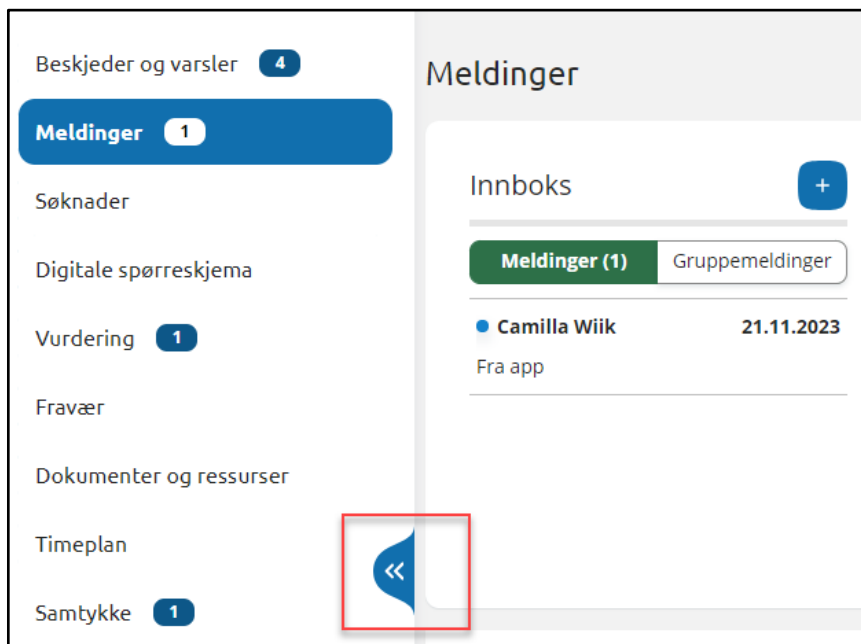 Beskjeder og varsler 4
Meldinger 1
Søknader
Digitale spørreskjema
Vurdering 1
Fravær
Dokumenter og ressurser
Timeplan
Samtykke 1
«
Meldinger
Innboks +
Meldinger (1) Gruppemeldinger
Camilla Wiik 21.11.2023
Fra app